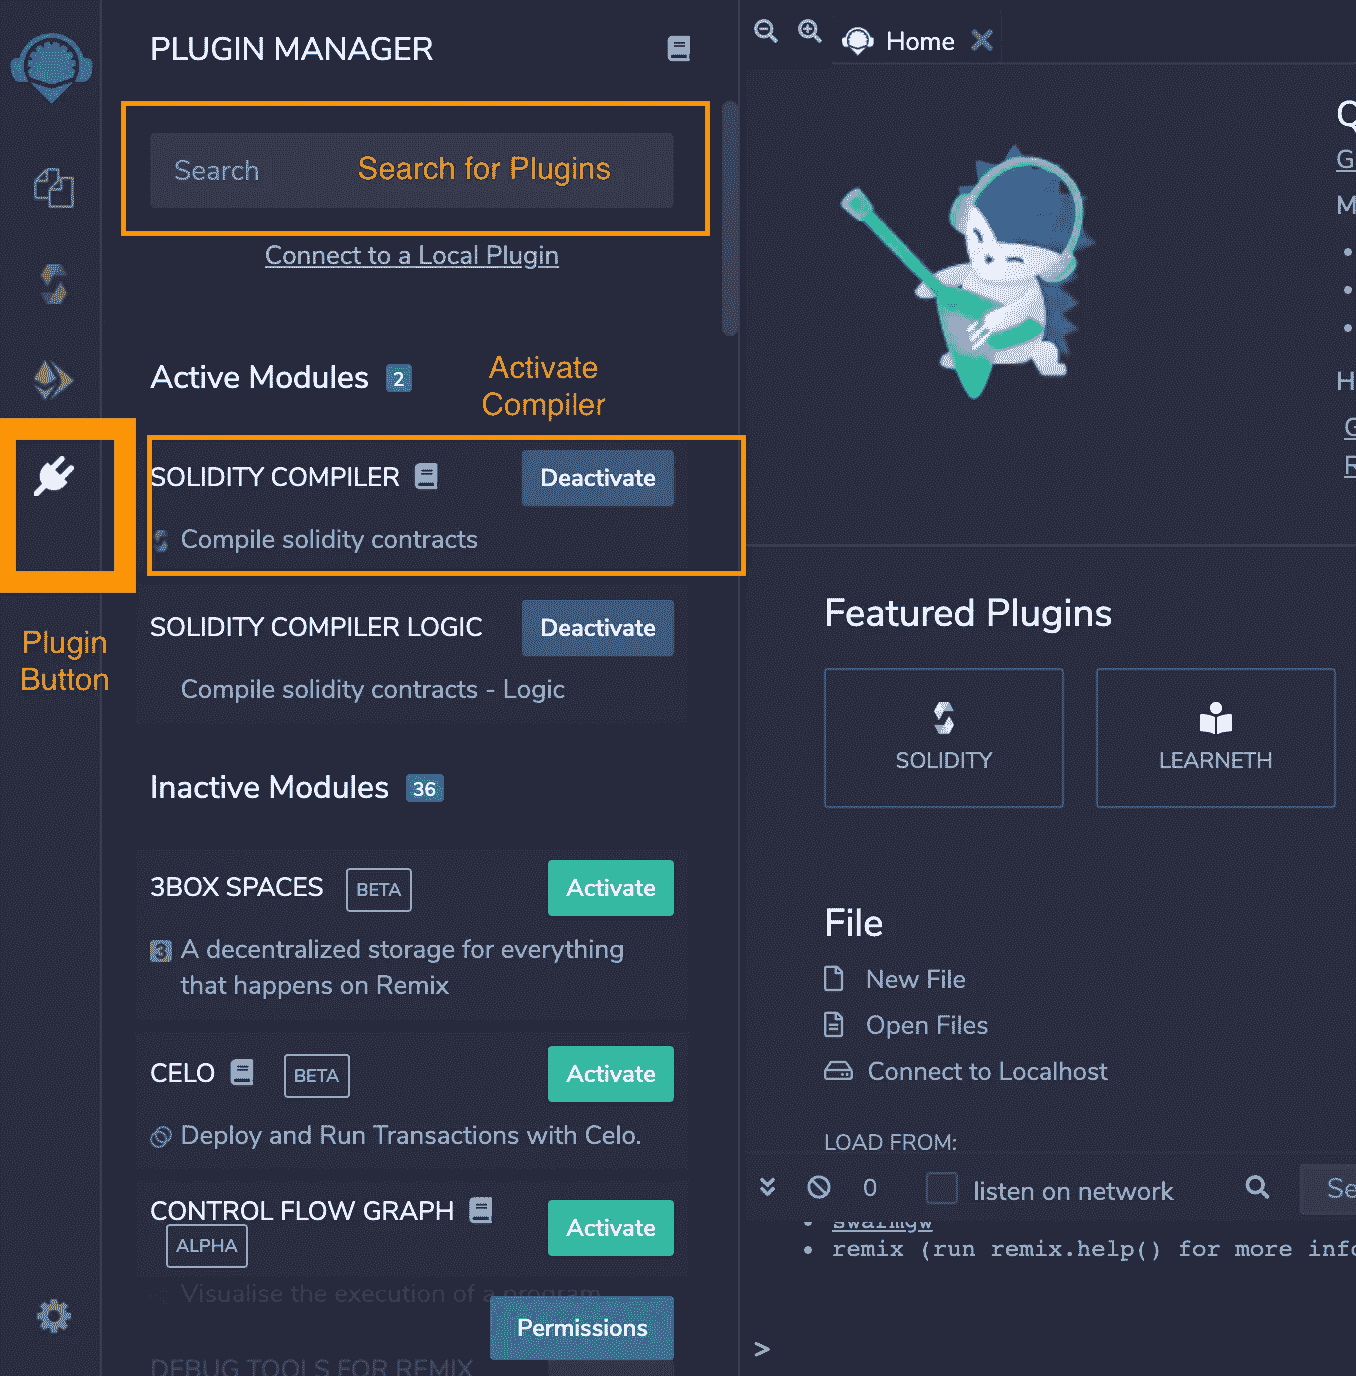 PLUGIN MANAGER
Search
Search for Plugins
Connect to a Local Plugin
Active Modules 2
Activate
Compiler
SOLIDITY COMPILER
Deactivate
Compile solidity contracts
SOLIDITY COMPILER LOGIC
Deactivate
Compile solidity contracts - Logic
Plugin
Button
Inactive Modules 36
3BOX SPACES BETA
Activate
A decentralized storage for everything
that happens on Remix
CELO BETA
Activate
Deploy and Run Transactions with Celo.
CONTROL FLOW GRAPH
ALPHA
Activate
Visualise the execution of a program
Permissions
DEBUG TOOLS FOR REMIX
Home
Q
G
M
H
G
R
Featured Plugins
SOLIDITY
LEARNETH
File
New File
Open Files
Connect to Localhost
LOAD FROM:
0
listen on network
Se
swarmgw
remix (run remix.help() for more info
>